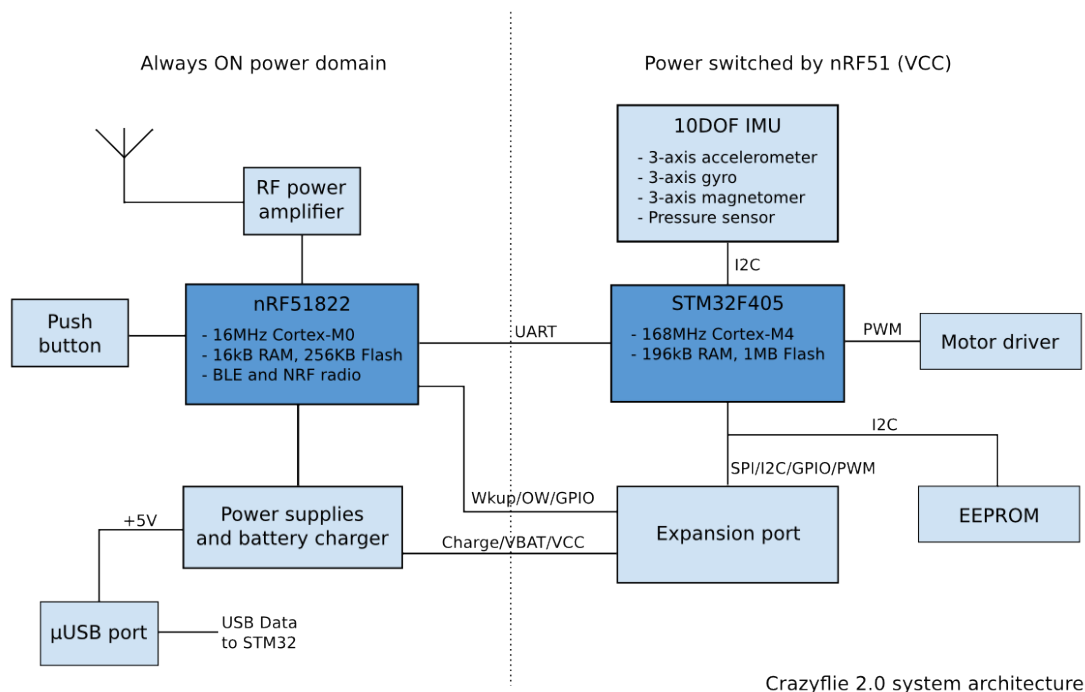 Always ON power domain
Power switched by nRF51 (VCC)
10DOF IMU
- 3-axis accelerometer
- 3-axis gyro
- 3-axis magnetomer
- Pressure sensor
RF power
amplifier
I2C
nRF51822
- 16MHz Cortex-M0
- 16kB RAM, 256KB Flash
- BLE and NRF radio
Push
button
UART
STM32F405
- 168MHz Cortex-M4
- 196kB RAM, 1MB Flash
PWM
Motor driver
I2C
SPI/I2C/GPIO/PWM
Wkup/OW/GPIO
Power supplies
and battery charger
+5V
Charge/VBAT/VCC
Expansion port
EEPROM
µUSB port
USB Data
to STM32
Crazyflie 2.0 system architecture